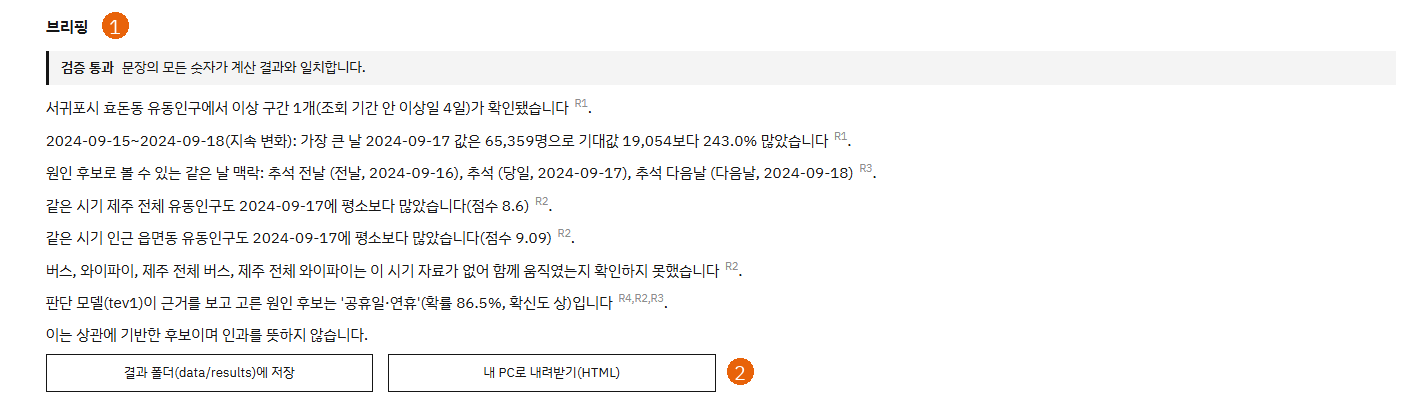 브리핑 1
검증 통과 문장의 모든 숫자가 계산 결과와 일치합니다.
서귀포시 효돈동 유동인구에서 이상 구간 1개(조회 기간 안 이상일 4일)가 확인됐습니다 R1.
2024-09-15~2024-09-18(지속 변화): 가장 큰 날 2024-09-17 값은 65,359명으로 기대값 19,054보다 243.0% 많았습니다 R1.
원인 후보로 볼 수 있는 같은 날 맥락: 추석 전날 (전날, 2024-09-16), 추석 (당일, 2024-09-17), 추석 다음날 (다음날, 2024-09-18) R3.
같은 시기 제주 전체 유동인구도 2024-09-17에 평소보다 많았습니다(점수 8.6) R2.
같은 시기 인근 읍면동 유동인구도 2024-09-17에 평소보다 많았습니다(점수 9.09) R2.
버스, 와이파이, 제주 전체 버스, 제주 전체 와이파이는 이 시기 자료가 없어 함께 움직였는지 확인하지 못했습니다 R2.
판단 모델(tev1)이 근거를 보고 고른 원인 후보는 '공휴일·연휴'(확률 86.5%, 확신도 상)입니다 R4,R2,R3.
이는 상관에 기반한 후보이며 인과를 뜻하지 않습니다.
결과 폴더(data/results)에 저장 내 PC로 내려받기(HTML) 2